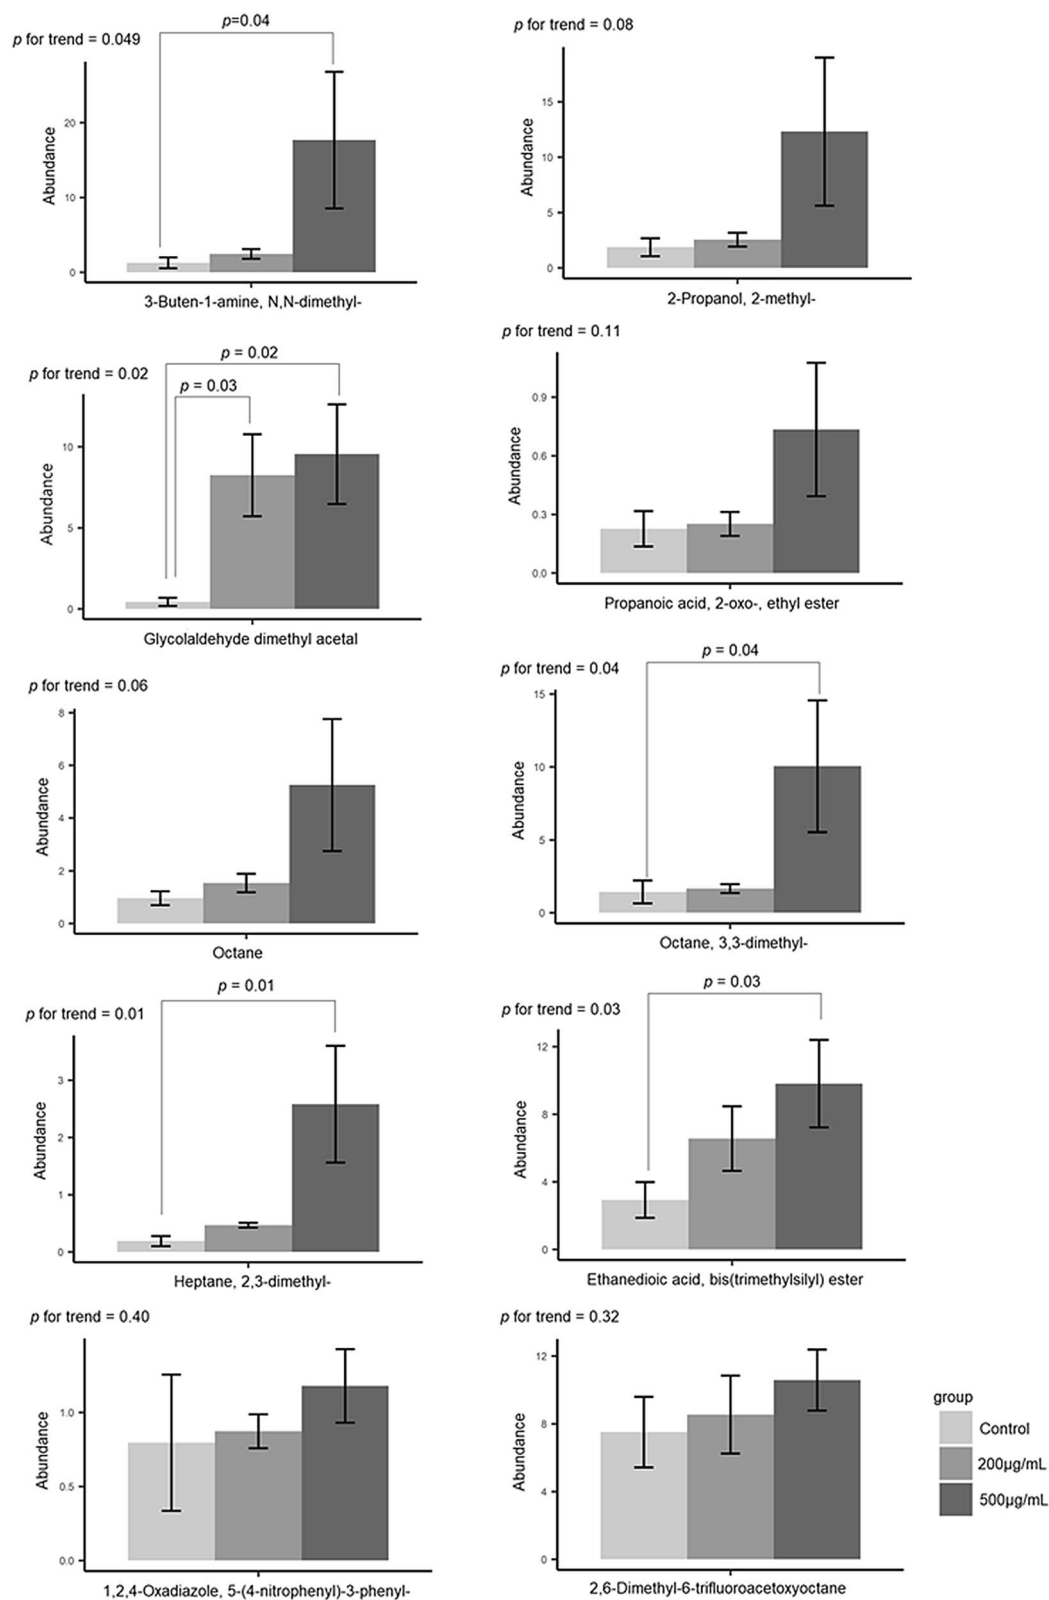 p=0.04
p for trend = 0.049
Abundance
20
10
0
3-Buten-1-amine, N,N-dimethyl-
p for trend = 0.08
Abundance
15
10
5
0
2-Propanol, 2-methyl-
p = 0.02
p for trend = 0.02
p = 0.03
Abundance
10
5
0
Glycolaldehyde dimethyl acetal
p for trend = 0.11
Abundance
0.9
0.6
0.3
0.0
Propanoic acid, 2-oxo-, ethyl ester
p for trend = 0.06
Abundance
8
6
4
2
0
Octane
p = 0.04
p for trend = 0.04
Abundance
15
10
5
0
Octane, 3,3-dimethyl-
p = 0.01
p for trend = 0.01
Abundance
3
2
1
0
Heptane, 2,3-dimethyl-
p = 0.03
p for trend = 0.03
Abundance
12
8
4
0
Ethanedioic acid, bis(trimethylsilyl) ester
p for trend = 0.40
Abundance
1.0
0.5
0.0
1,2,4-Oxadiazole, 5-(4-nitrophenyl)-3-phenyl-
p for trend = 0.32
Abundance
12
8
4
0
2,6-Dimethyl-6-trifluoroacetoxyoctane
group
Control
200µg/mL
500µg/mL